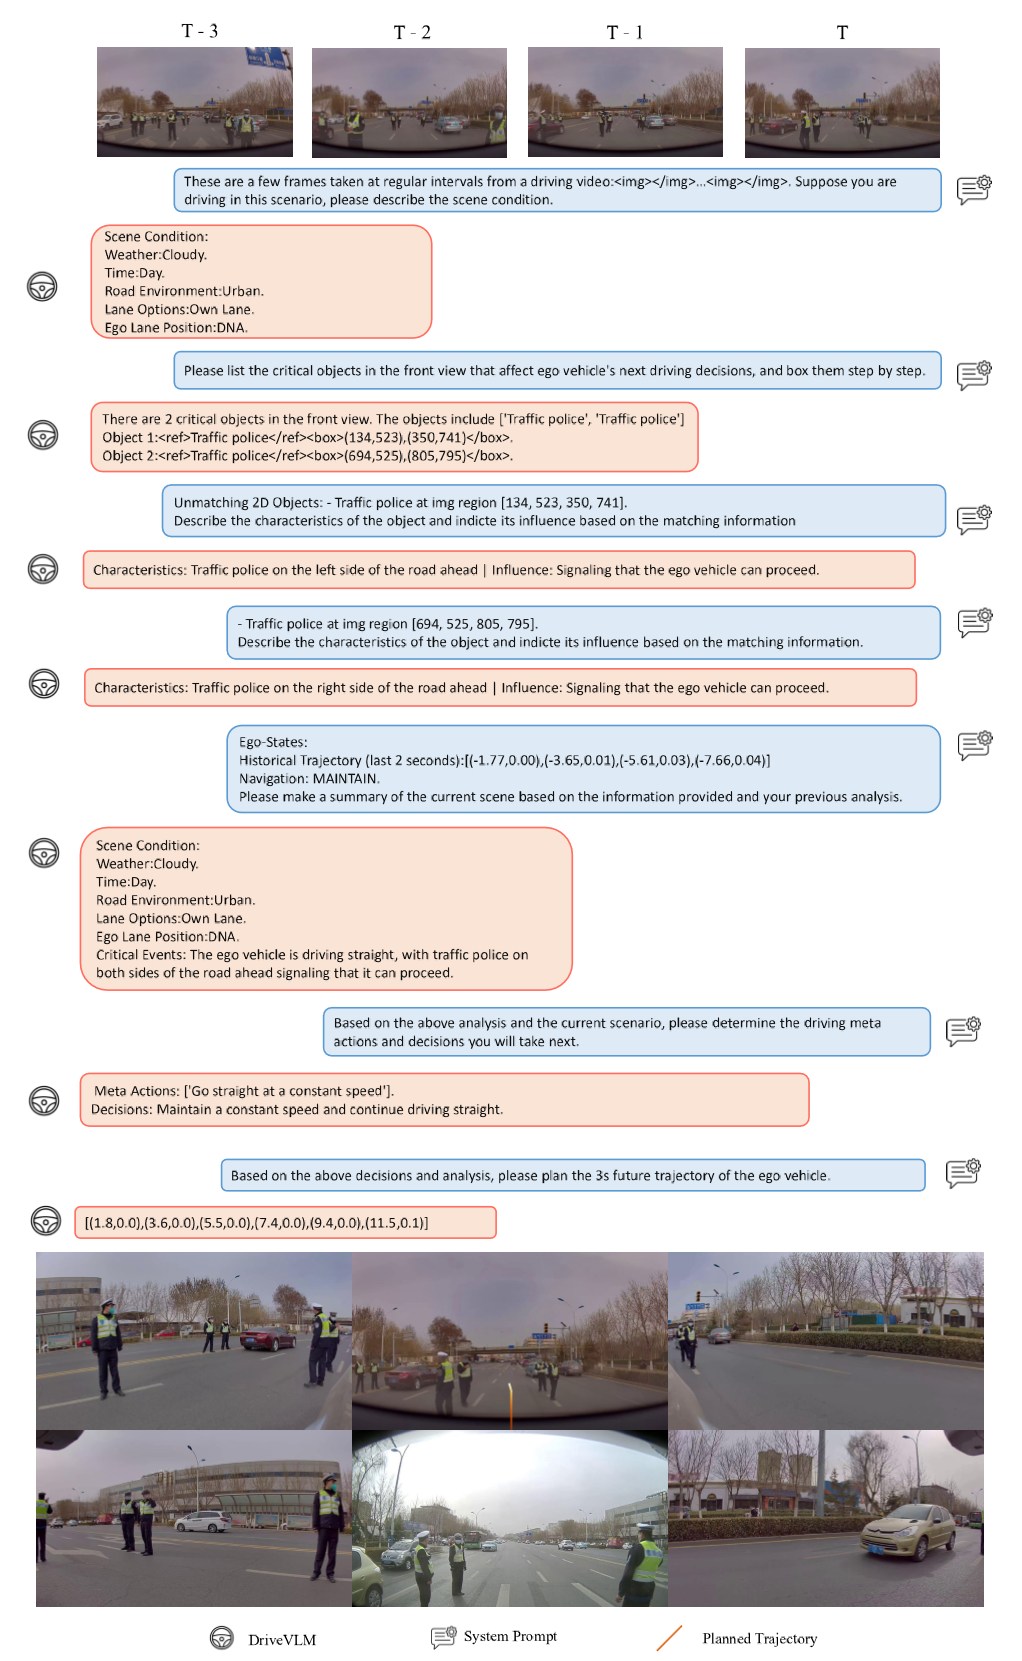 T - 3
T - 2
T - 1
T
These are a few frames taken at regular intervals from a driving video:<img></img>...<img></img>. Suppose you are
driving in this scenario, please describe the scene condition.
Scene Condition:
Weather:Cloudy.
Time:Day.
Road Environment:Urban.
Lane Options:Own Lane.
Ego Lane Position:DNA.
Please list the critical objects in the front view that affect ego vehicle's next driving decisions, and box them step by step.
There are 2 critical objects in the front view. The objects include ['Traffic police', 'Traffic police']
Object 1:<ref>Traffic police</ref><box>(134,523),(350,741)</box>.
Object 2:<ref>Traffic police</ref><box>(694,525),(805,795)</box>.
Unmatching 2D Objects: - Traffic police at img region [134, 523, 350, 741].
Describe the characteristics of the object and indicte its influence based on the matching information
Characteristics: Traffic police on the left side of the road ahead | Influence: Signaling that the ego vehicle can proceed.
- Traffic police at img region [694, 525, 805, 795].
Describe the characteristics of the object and indicte its influence based on the matching information.
Characteristics: Traffic police on the right side of the road ahead | Influence: Signaling that the ego vehicle can proceed.
Ego-States:
Historical Trajectory (last 2 seconds):[(-1.77,0.00),(-3.65,0.01),(-5.61,0.03),(-7.66,0.04)]
Navigation: MAINTAIN.
Please make a summary of the current scene based on the information provided and your previous analysis.
Scene Condition:
Weather:Cloudy.
Time:Day.
Road Environment:Urban.
Lane Options:Own Lane.
Ego Lane Position:DNA.
Critical Events: The ego vehicle is driving straight, with traffic police on
both sides of the road ahead signaling that it can proceed.
Based on the above analysis and the current scenario, please determine the driving meta
actions and decisions you will take next.
Meta Actions: ['Go straight at a constant speed'].
Decisions: Maintain a constant speed and continue driving straight.
Based on the above decisions and analysis, please plan the 3s future trajectory of the ego vehicle.
[(1.8,0.0),(3.6,0.0),(5.5,0.0),(7.4,0.0),(9.4,0.0),(11.5,0.1)]
DriveVLM
System Prompt
Planned Trajectory